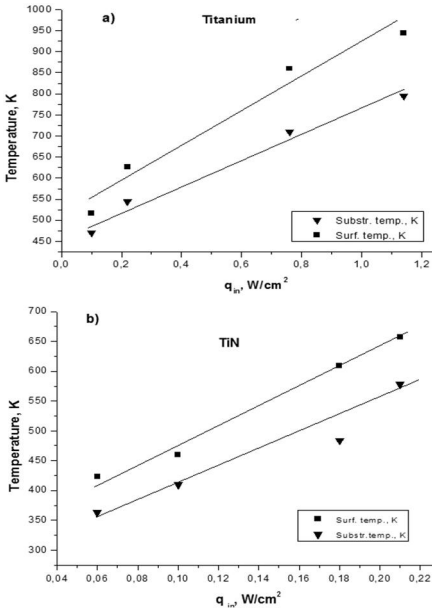 a)
Titanium
1000
950
900
850
800
750
700
650
600
550
500
450
Temperature, K
Substr. temp., K
Surf. temp., K
0,0 0,2 0,4 0,6 0,8 1,0 1,2
q_in, W/cm²
b)
TiN
700
650
600
550
500
450
400
350
300
Temperature, K
Surf. temp., K
Substr.temp., K
0,04 0,06 0,08 0,10 0,12 0,14 0,16 0,18 0,20 0,22
q_in, W/cm²